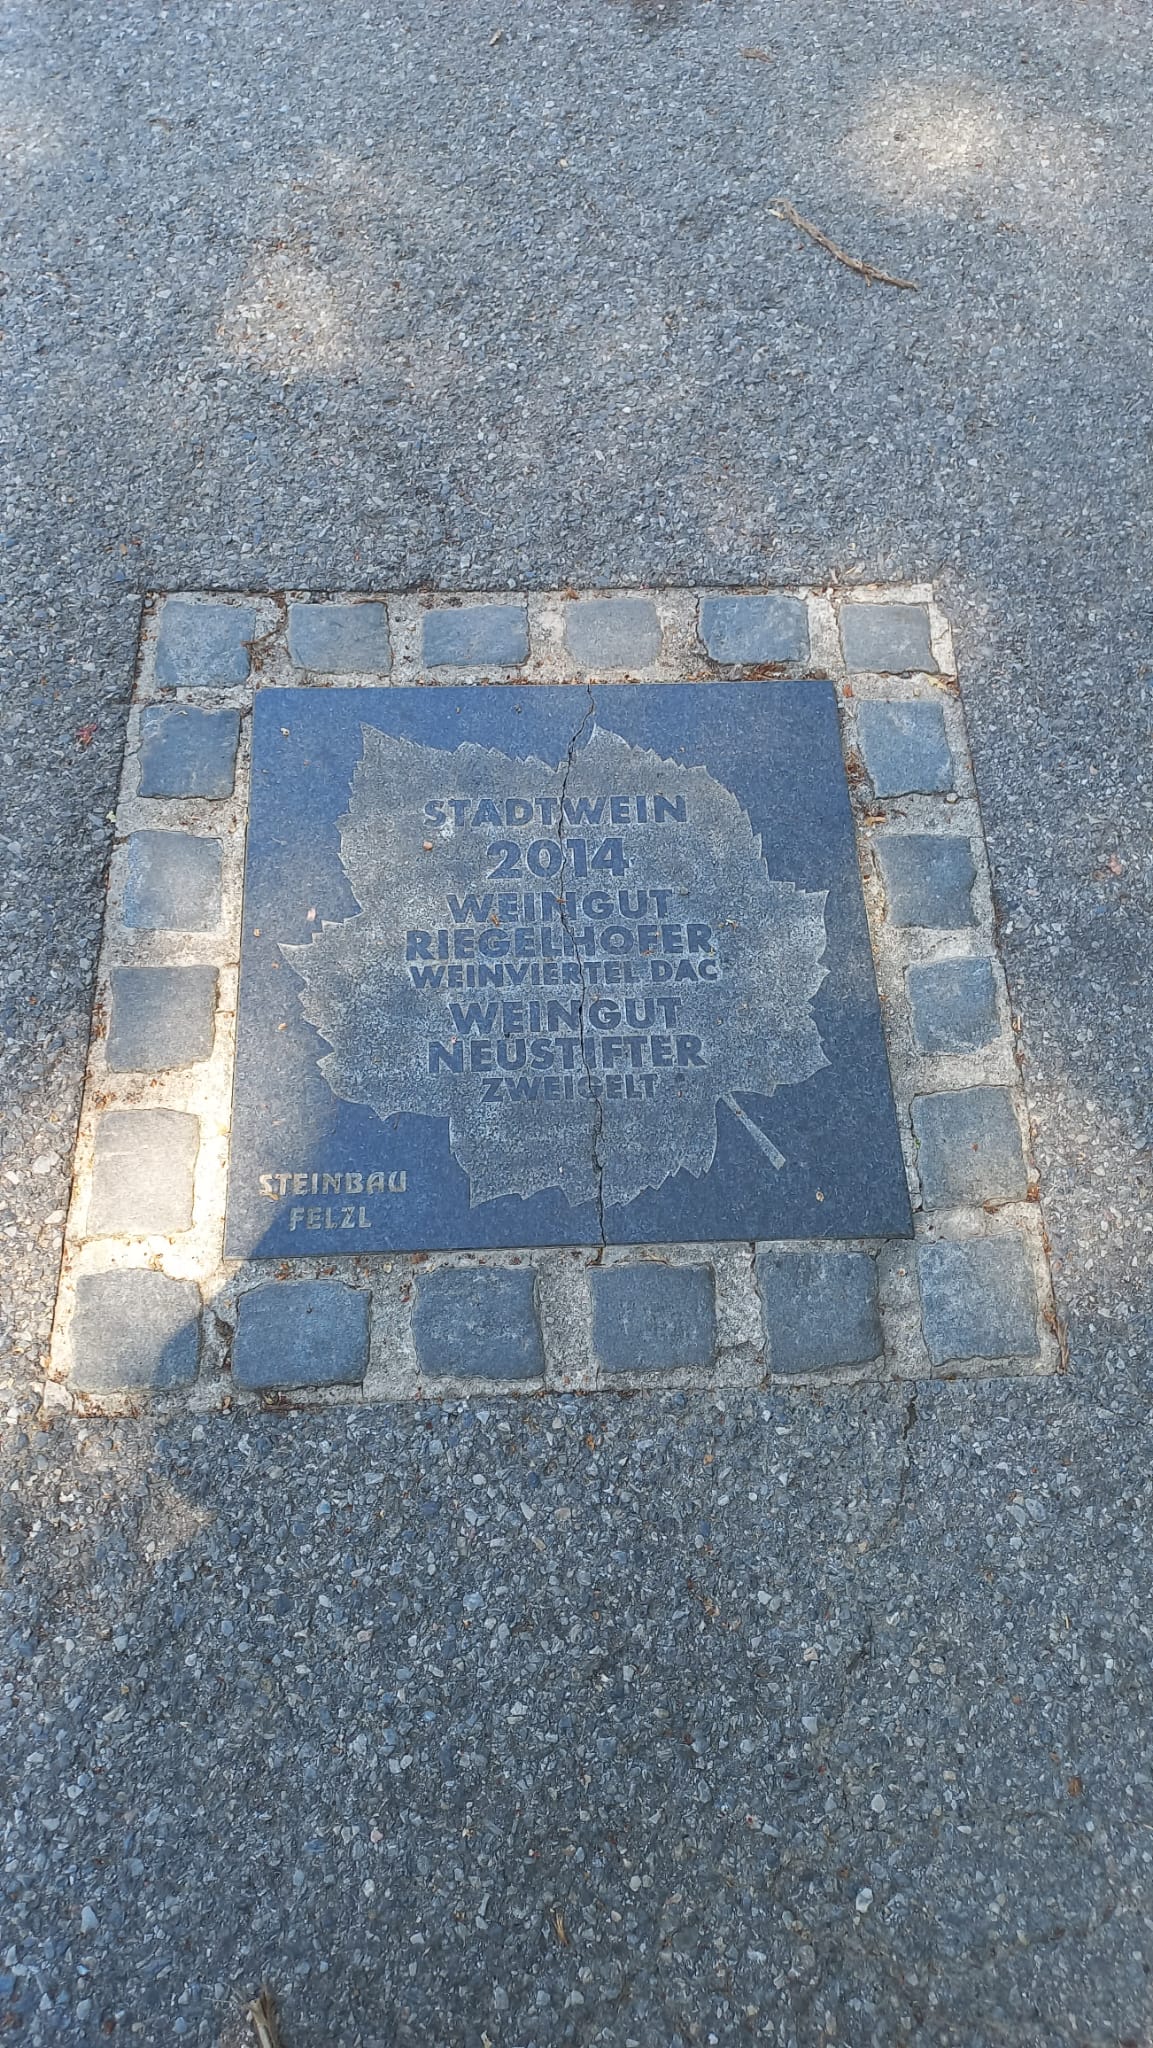 STADTWEIN
2014
WEINGUT
RIEGELHOFER
WEINVIERTEL DAC
WEINGUT
NEUSTIFTER
ZWEIGELT
STEINBAU
FELZL